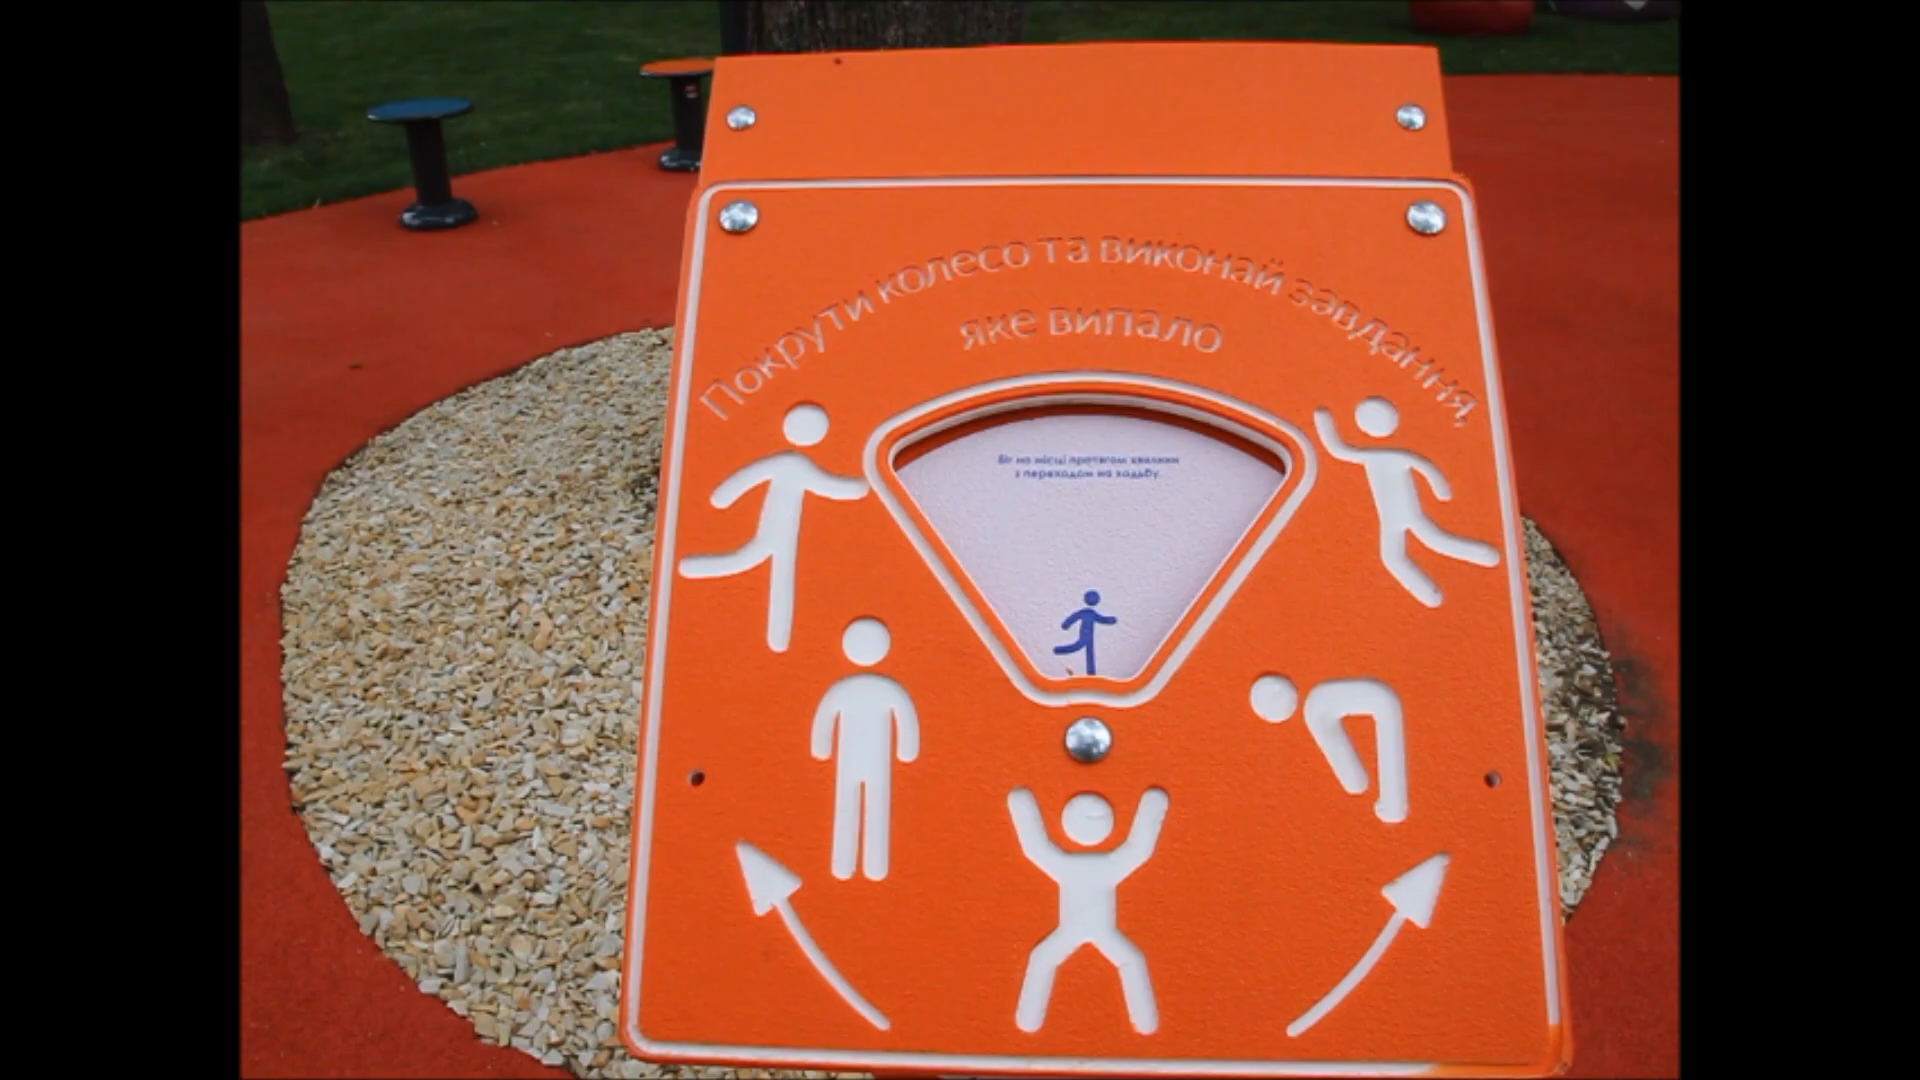 Покрути колесо та виконай завдання,
яке випало
Біг на місці протягом хвилини
з переходом на ходьбу.